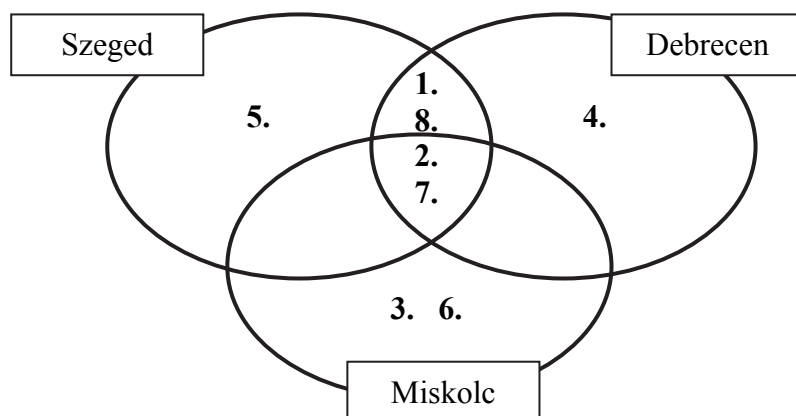 Szeged
Debrecen
1.
5.
8.
4.
2.
7.
3. 6.
Miskolc